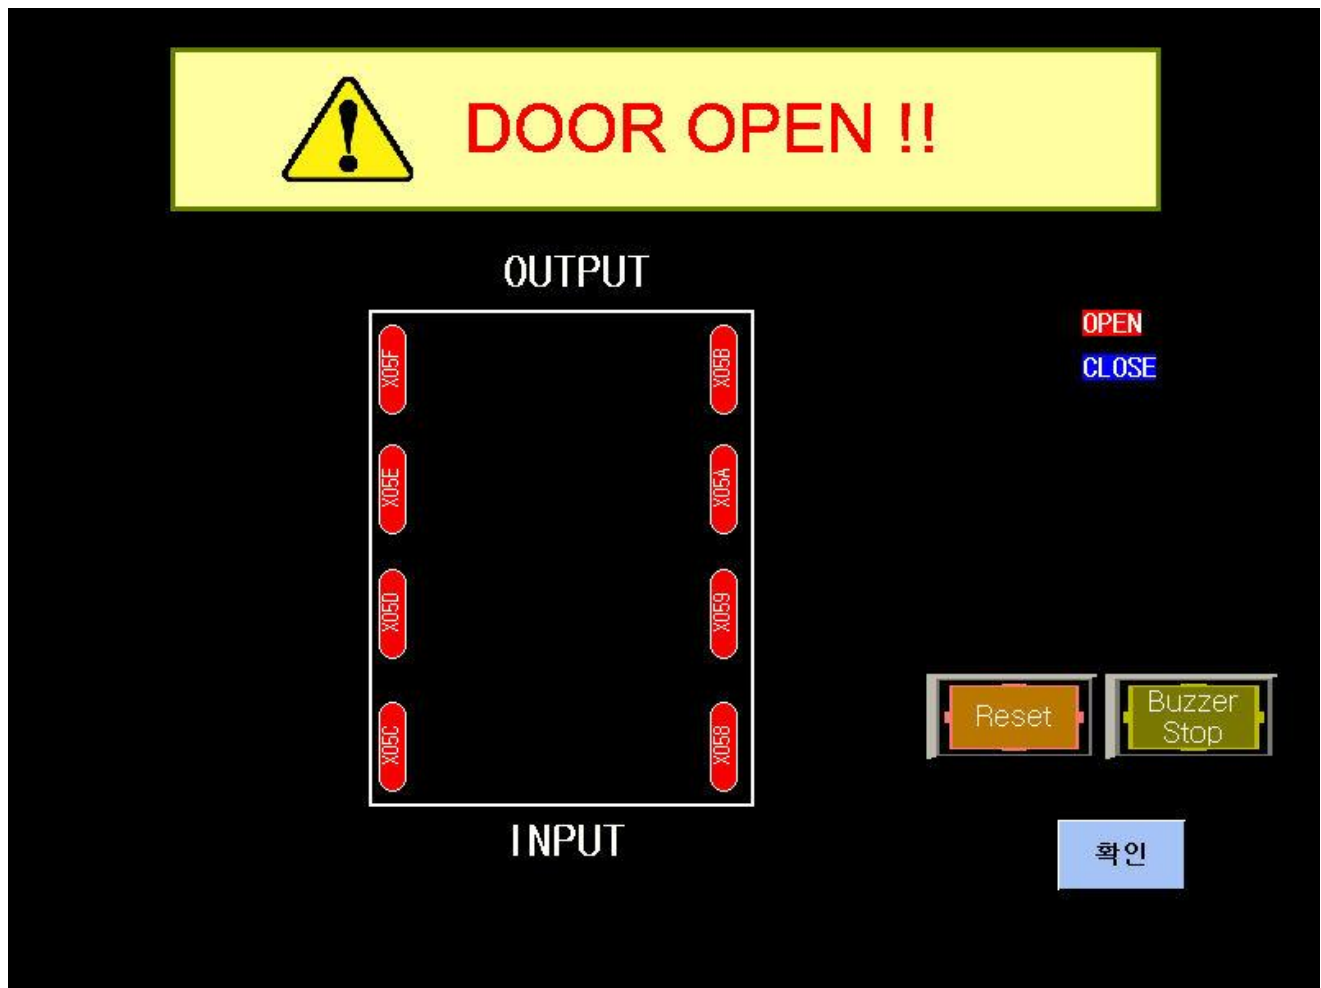 DOOR OPEN !!
OUTPUT
OPEN
CLOSE
X05F
X05B
X05E
X05A
X05D
X059
X05C
X058
Reset
Buzzer
Stop
INPUT
확인